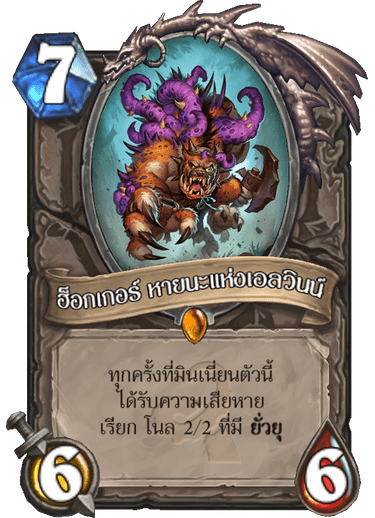 7
ฮ็อกเกอร์ หายนะแห่งเอลวินน์
ทุกครั้งที่มินเนี่ยนตัวนี้
ได้รับความเสียหาย
เรียก โนล 2/2 ที่มี ยั่วยุ
6
6